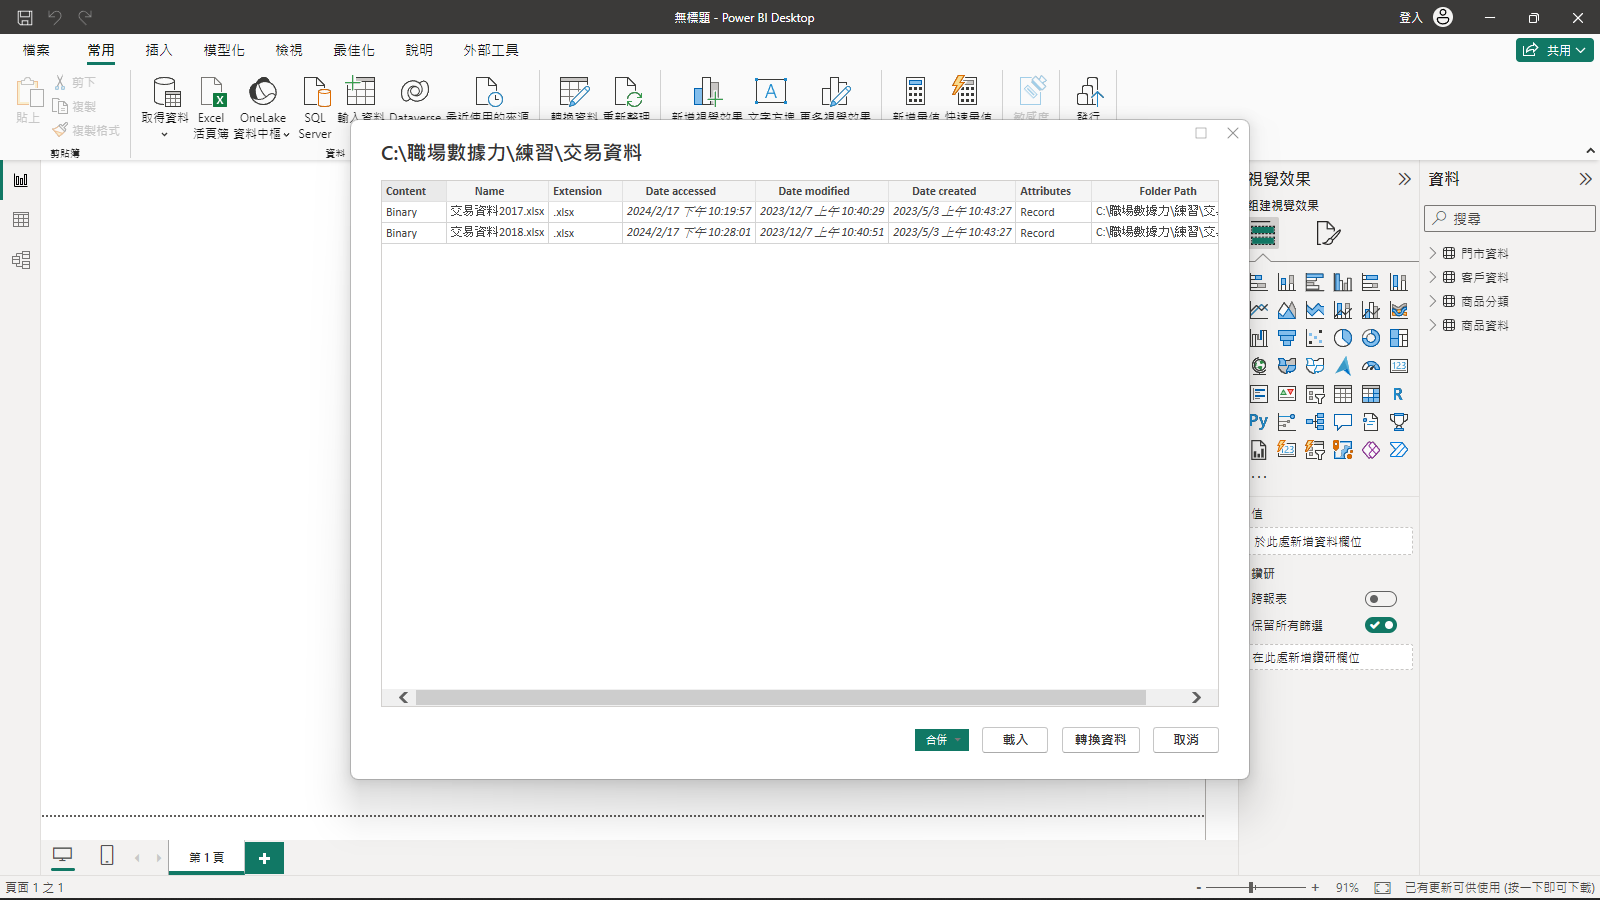 無標題 - Power BI Desktop
登入
檔案 常用 插入 模型化 檢視 最佳化 說明 外部工具
共用
貼上
剪下
複製
複製格式
剪貼簿
取得資料
Excel
活頁簿
OneLake
資料中樞
SQL
Server
輸入資料
Dataverse
最近使用的來源
資料
轉換資料
重新整理
新增視覺效果
文字方塊
更多視覺效果
新增量值
快速量值
敏感度
發行
C:\職場數據力\練習\交易資料
Content Name Extension Date accessed Date modified Date created Attributes Folder Path
Binary 交易資料2017.xlsx .xlsx 2024/2/17 下午 10:19:57 2023/12/7 上午 10:40:29 2023/5/3 上午 10:43:27 Record C:\職場數據力\練習\交
Binary 交易資料2018.xlsx .xlsx 2024/2/17 下午 10:28:01 2023/12/7 上午 10:40:51 2023/5/3 上午 10:43:27 Record C:\職場數據力\練習\交
合併 載入 轉換資料 取消
視覺效果
組建視覺效果
123
R
Py
123
...
值
於此處新增資料欄位
鑽研
跨報表
保留所有篩選
在此處新增鑽研欄位
資料
搜尋
門市資料
客戶資料
商品分類
商品資料
第 1 頁
頁面 1 之 1
- + 91%
已有更新可供使用 (按一下即可下載)